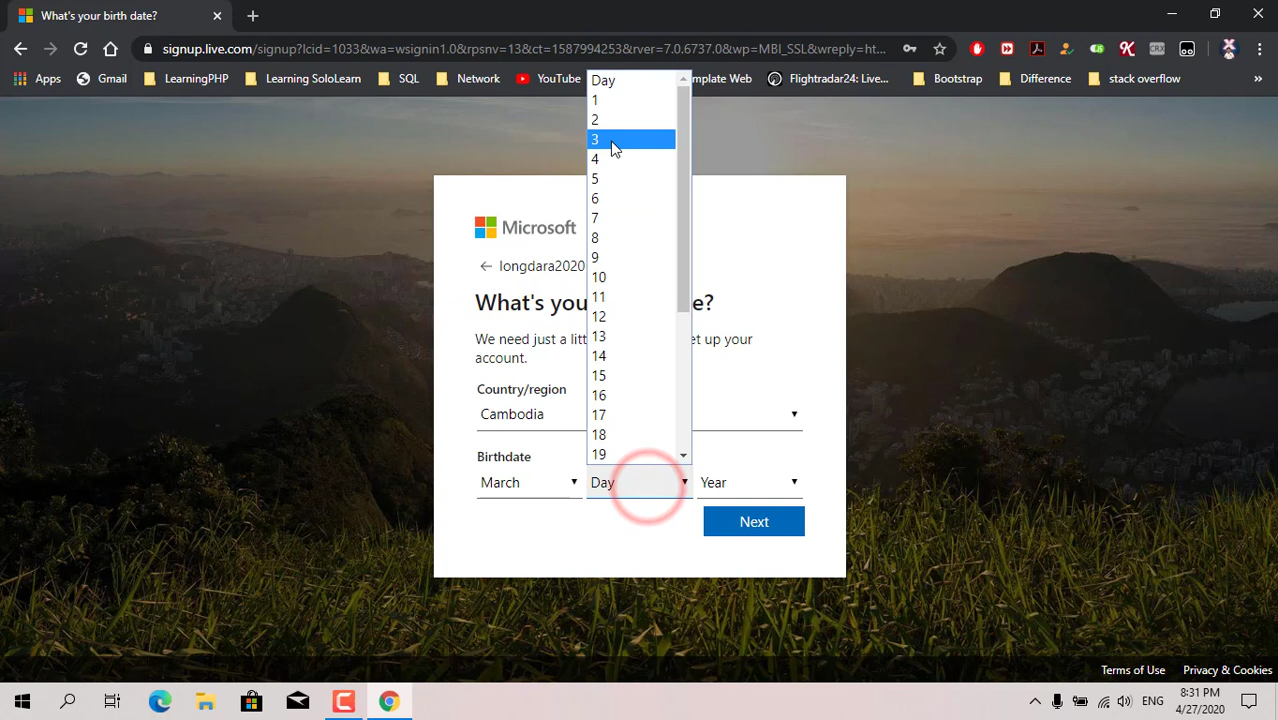 What's your birth date?
signup.live.com/signup?lcid=1033&wa=wsignin1.0&rpsnv=13&ct=1587994253&rver=7.0.6737.0&wp=MBI_SSL&wreply=ht...
Apps Gmail LearningPHP Learning SoloLearn SQL Network YouTube mplate Web Flightradar24: Live... Bootstrap Difference stack overflow »
Day
1
2
3
4
5
6
7
8
9
10
11
12
13
14
15
16
17
18
19
Microsoft
longdara2020
What's you e?
We need just a litt et up your
account.
Country/region
Cambodia
Birthdate
March Day Year
Next
Terms of Use Privacy & Cookies
ENG
8:31 PM
4/27/2020